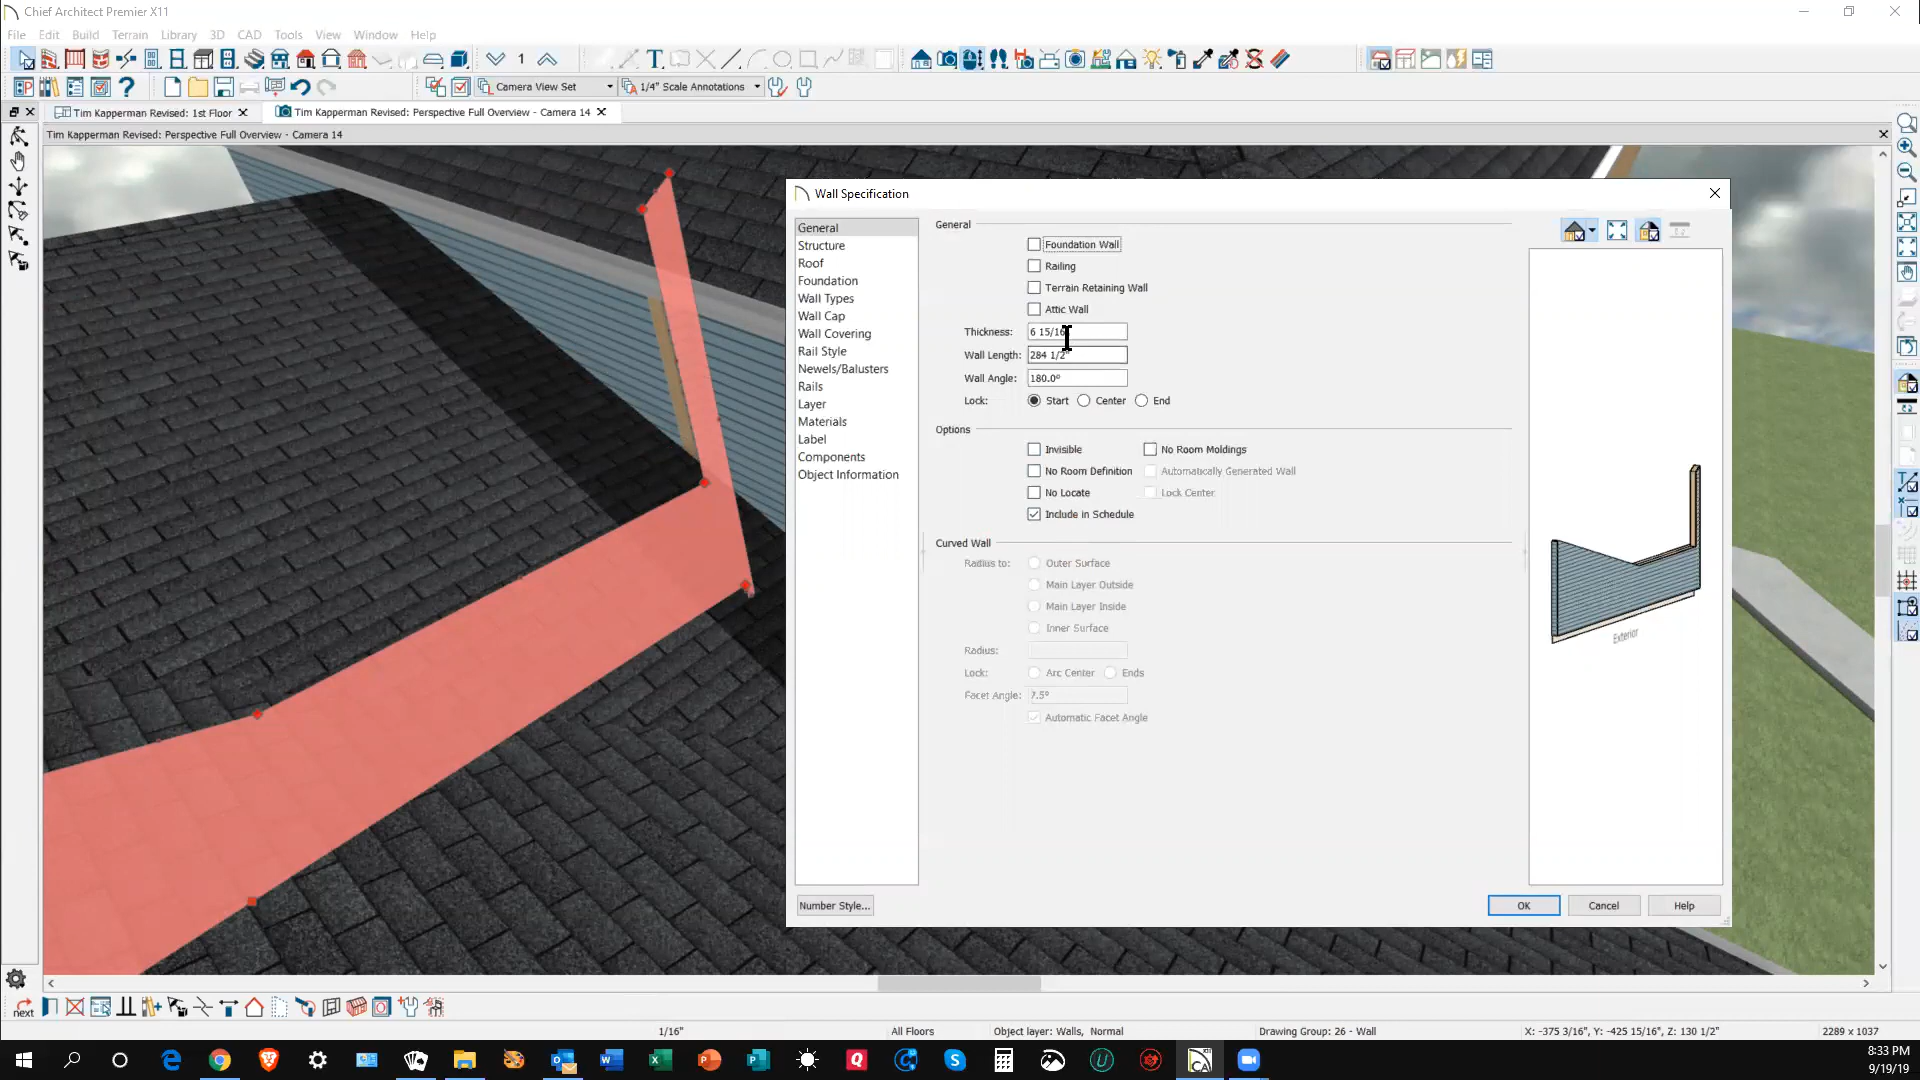 Chief Architect Premier X11
File Edit Build Terrain Library 3D CAD Tools View Window Help
1 Camera View Set 1/4" Scale Annotations
Tim Kapperman Revised: 1st Floor Tim Kapperman Revised: Perspective Full Overview - Camera 14
Tim Kapperman Revised: Perspective Full Overview - Camera 14
Wall Specification
General
Structure
Roof
Foundation
Wall Types
Wall Cap
Wall Covering
Rail Style
Newels/Balusters
Rails
Layer
Materials
Label
Components
Object Information
General
Foundation Wall
Railing
Terrain Retaining Wall
Attic Wall
Thickness: 6 15/16
Wall Length: 284 1/2"
Wall Angle: 180.0°
Lock: Start Center End
Options
Invisible No Room Moldings
No Room Definition Automatically Generated Wall
No Locate Lock Center
Include in Schedule
Curved Wall
Radius to: Outer Surface
Main Layer Outside
Main Layer Inside
Inner Surface
Radius:
Lock: Arc Center Ends
Facet Angle: 7.5°
Automatic Facet Angle
Exterior
Number Style... OK Cancel Help
next
1/16" All Floors Object layer: Walls, Normal Drawing Group: 26 - Wall X: -375 3/16", Y: -425 15/16", Z: 130 1/2" 2289 x 1037
8:33 PM
9/19/19